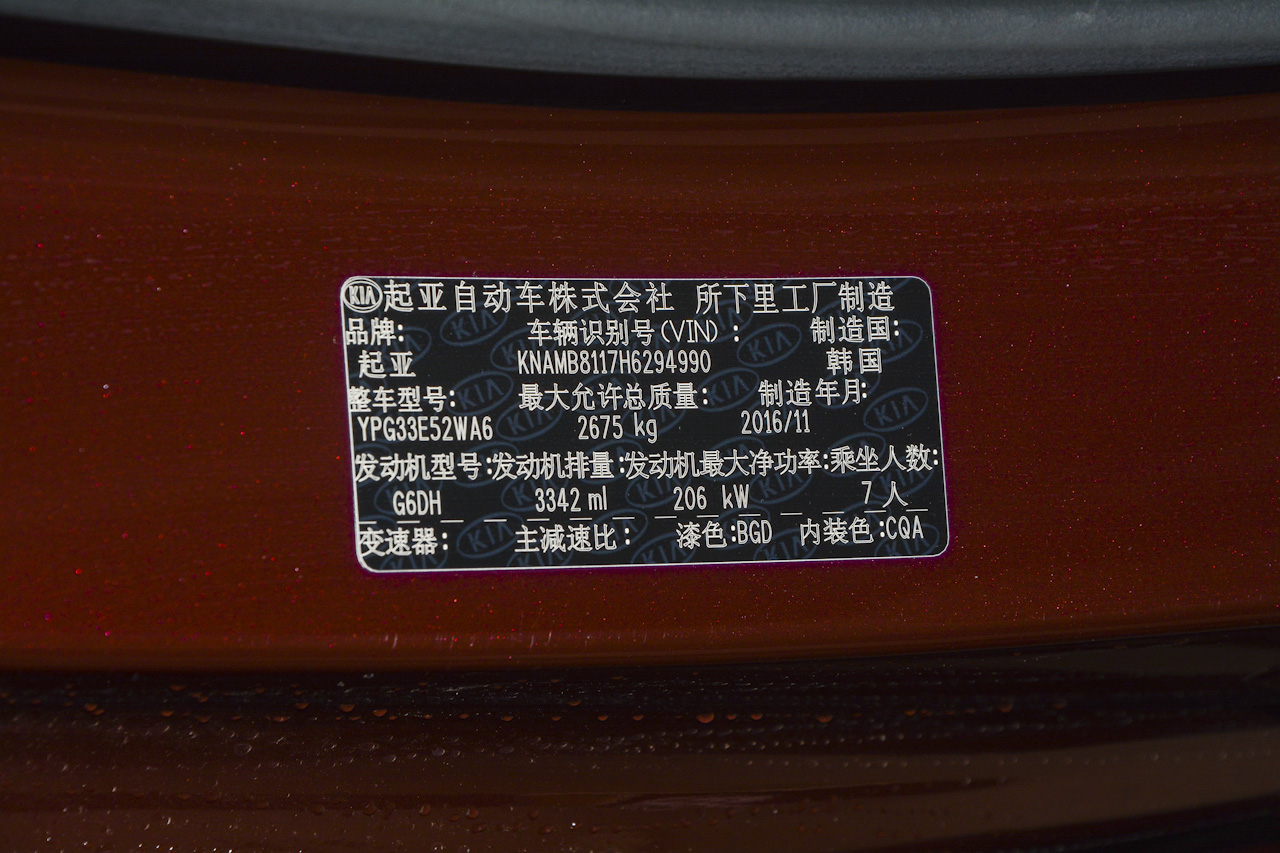 KIA 起亚自动车株式会社 所下里工厂制造
品牌: 车辆识别号(VIN): 制造国:
起亚 KNAMB8117H6294990 韩国
整车型号: 最大允许总质量: 制造年月:
YPG33E52WA6 2675 kg 2016/11
发动机型号:发动机排量:发动机最大净功率:乘坐人数:
G6DH 3342 ml 206 kW 7 人
变速器: 主减速比: 漆色:BGD 内装色:CQA